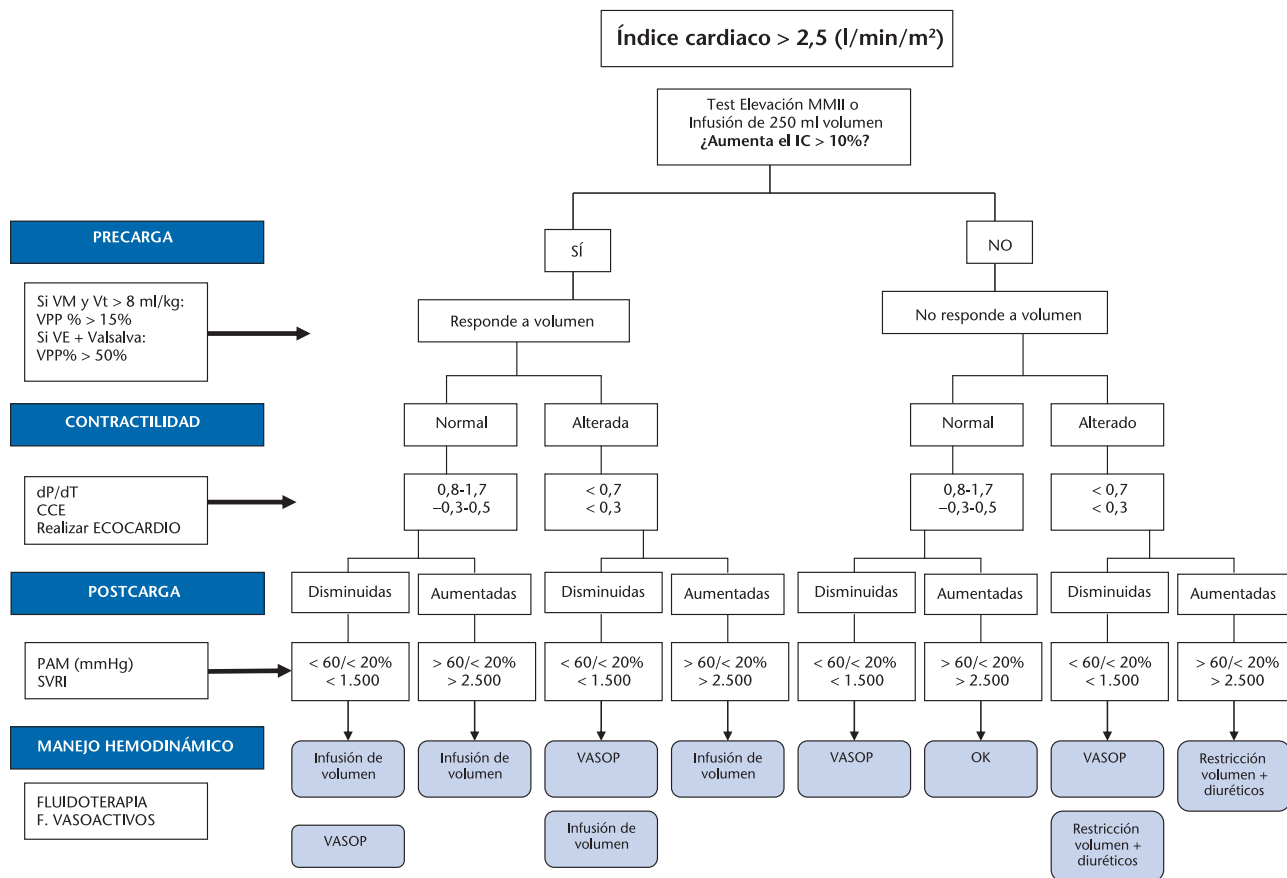 Índice cardiaco > 2,5 (l/min/m²)
Test Elevación MMII o
Infusión de 250 ml volumen
¿Aumenta el IC > 10%?
PRECARGA
SÍ
NO
Si VM y Vt > 8 ml/kg:
VPP % > 15%
Si VE + Valsalva:
VPP% > 50%
Responde a volumen
No responde a volumen
CONTRACTILIDAD
Normal
Alterada
Normal
Alterado
dP/dT
CCE
Realizar ECOCARDIO
0,8-1,7
–0,3-0,5
< 0,7
< 0,3
0,8-1,7
–0,3-0,5
< 0,7
< 0,3
POSTCARGA
Disminuidas
Aumentadas
Disminuidas
Aumentadas
Disminuidas
Aumentadas
Disminuidas
Aumentadas
PAM (mmHg)
SVRI
< 60/< 20%
< 1.500
> 60/< 20%
> 2.500
< 60/< 20%
< 1.500
> 60/< 20%
> 2.500
< 60/< 20%
< 1.500
> 60/< 20%
> 2.500
< 60/< 20%
< 1.500
> 60/< 20%
> 2.500
MANEJO HEMODINÁMICO
Infusión de
volumen
Infusión de
volumen
VASOP
Infusión de
volumen
VASOP
OK
VASOP
Restricción
volumen +
diuréticos
FLUIDOTERAPIA
F. VASOACTIVOS
VASOP
Infusión de
volumen
Restricción
volumen +
diuréticos